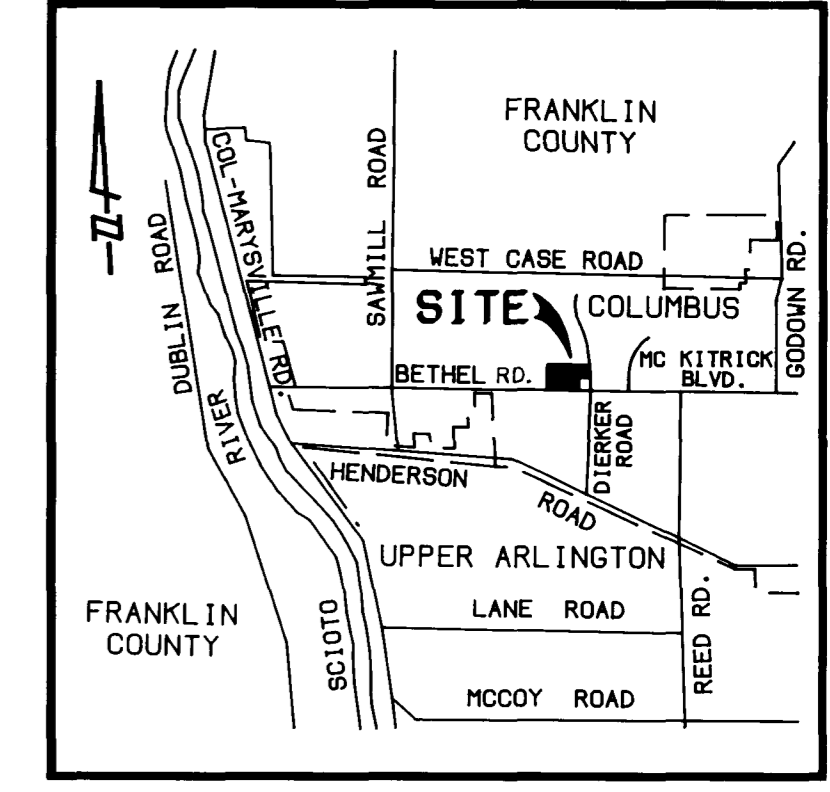 FRANKLIN
COUNTY
COL-MARYSVILLE RD.
SAWMILL ROAD
DUBLIN ROAD
WEST CASE ROAD
GODOWN RD.
SITE
COLUMBUS
MC KITRICK
BLVD.
BETHEL RD.
DIERKER
ROAD
RIVER
HENDERSON
ROAD
UPPER ARLINGTON
FRANKLIN
COUNTY
LANE ROAD
REED RD.
SCIOTO
MCCOY ROAD
N